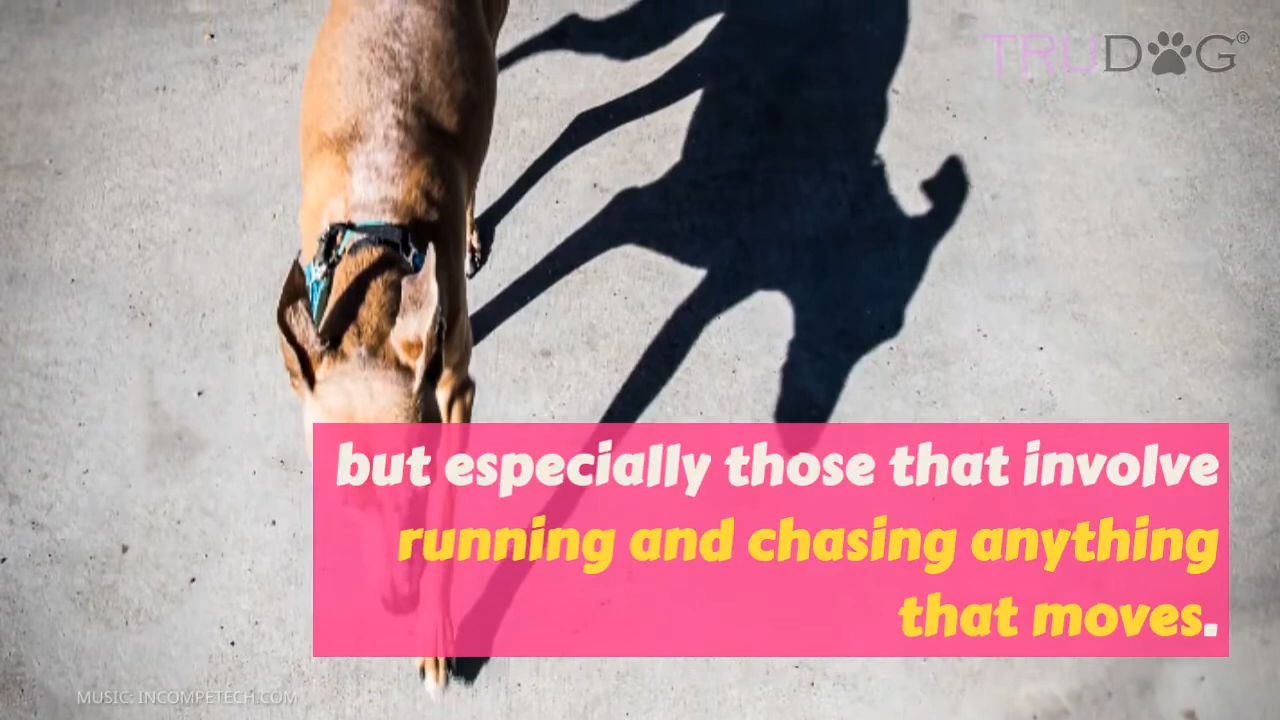 TRUDOG®
but especially those that involve
running and chasing anything
that moves.
MUSIC: INCOMPETECH.COM